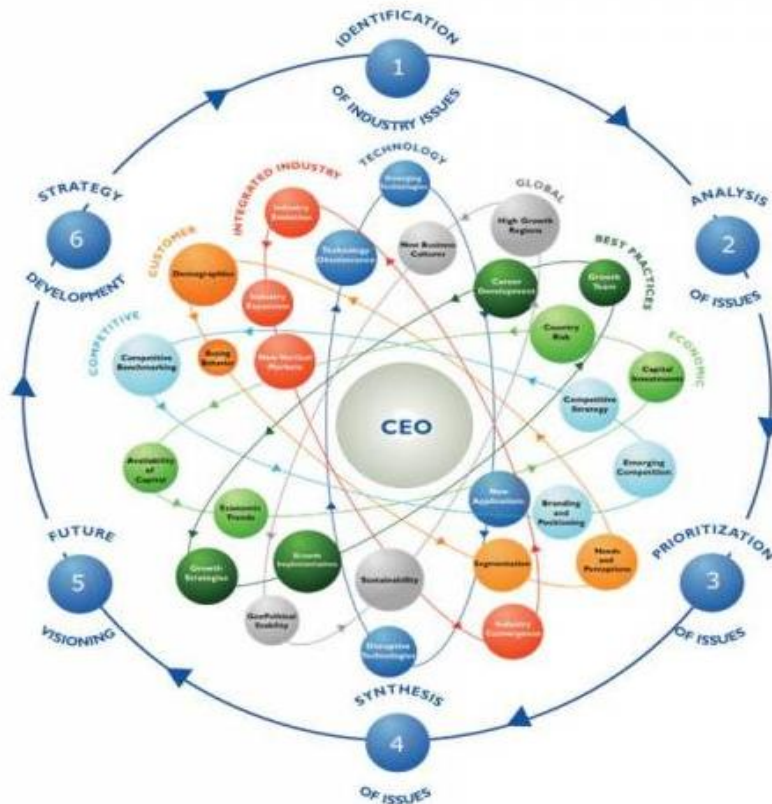 IDENTIFICATION
1
OF INDUSTRY ISSUES
TECHNOLOGY
Emerging
Technologies
INTEGRATED INDUSTRY
Industry
Evolution
GLOBAL
High Growth
Regions
STRATEGY
6
DEVELOPMENT
ANALYSIS
2
OF ISSUES
CUSTOMER
Demographics
Technology
Obsolescence
New Business
Cultures
BEST PRACTICES
Career
Development
Growth
Team
Industry
Expansion
COMPETITIVE
Competitive
Benchmarking
Buying
Behavior
New Vertical
Markets
Country
Risk
ECONOMIC
Capital
Investments
CEO
Competitive
Strategy
Availability
of
Capital
Emerging
Competition
Economic
Trends
New
Applications
Branding
and
Positioning
FUTURE
5
VISIONING
Growth
Strategies
Growth
Implementation
Sustainability
Segmentation
Needs
and
Perceptions
PRIORITIZATION
3
OF ISSUES
GeoPolitical
Stability
Disruptive
Technologies
Industry
Convergence
SYNTHESIS
4
OF ISSUES